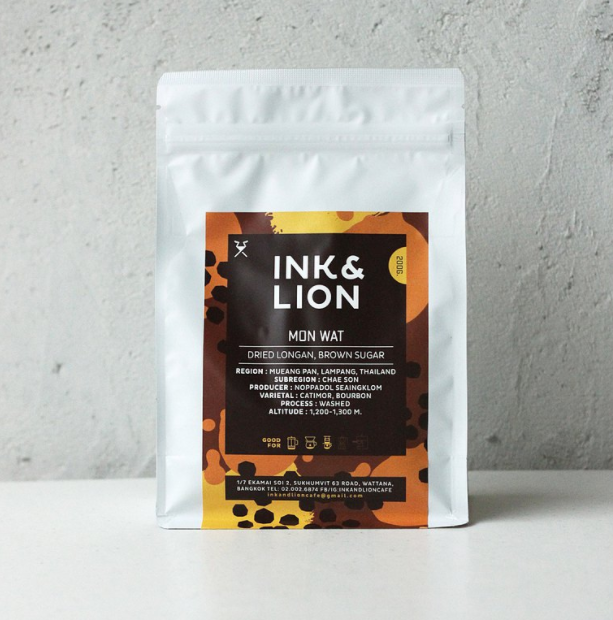 INK&
LION
200G.
MON WAT
DRIED LONGAN, BROWN SUGAR
REGION : MUEANG PAN, LAMPANG, THAILAND
SUBREGION : CHAE SON
PRODUCER : NOPPADOL SEAINGKLOM
VARIETAL : CATIMOR, BOURBON
PROCESS : WASHED
ALTITUDE : 1,200-1,300 M.
GOOD
FOR
1/7 EKAMAI SOI 2, SUKHUMVIT 63 ROAD, WATTANA,
BANGKOK TEL: 02.002.6874 FB/IG.INKANDLIONCAFE
inkandlioncafe@gmail.com